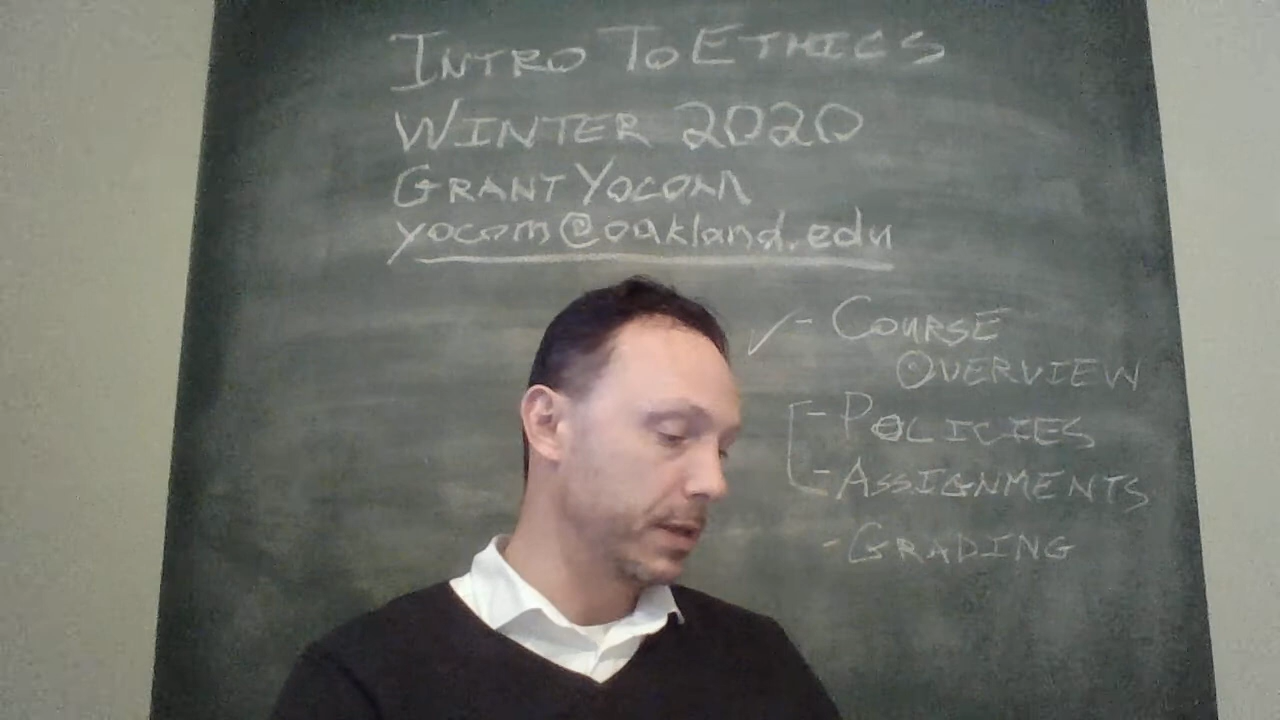 INTRO TO ETHICS
WINTER 2020
GRANT YOCOM
yocom@oakland.edu
✓ - COURSE
OVERVIEW
- POLICIES
- ASSIGNMENTS
- GRADING